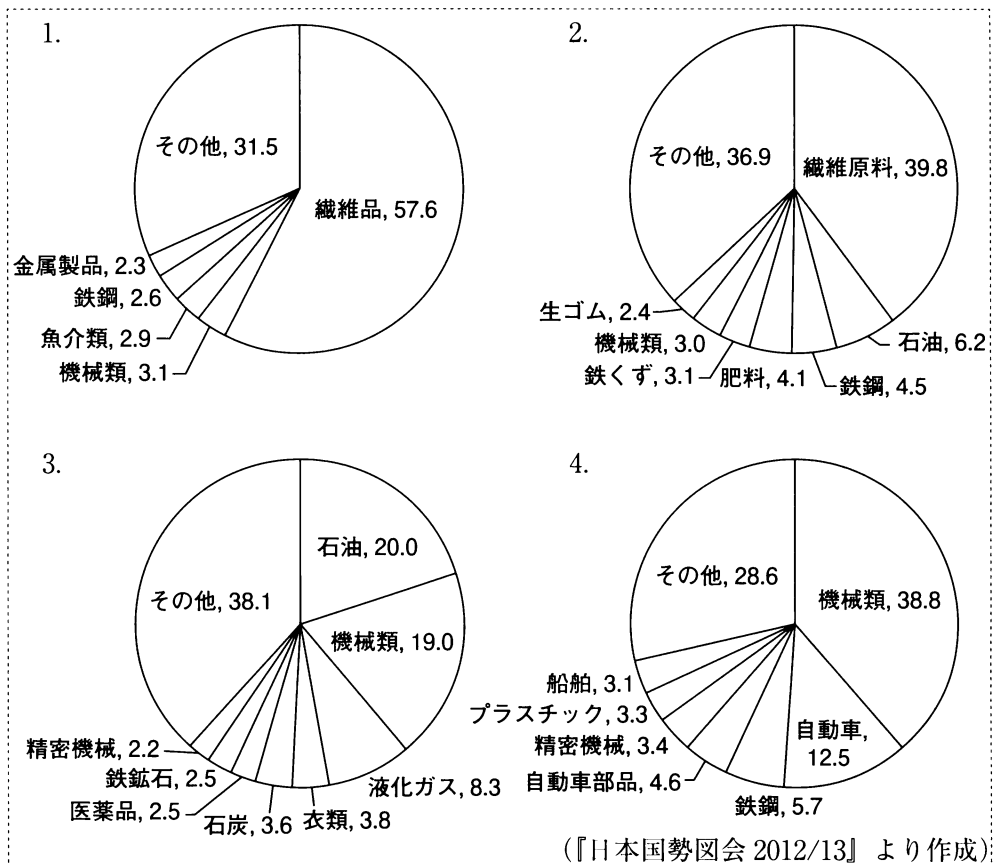 1.
その他, 31.5
繊維品, 57.6
金属製品, 2.3
鉄鋼, 2.6
魚介類, 2.9
機械類, 3.1
2.
その他, 36.9
繊維原料, 39.8
生ゴム, 2.4
機械類, 3.0
鉄くず, 3.1
肥料, 4.1
鉄鋼, 4.5
石油, 6.2
3.
石油, 20.0
その他, 38.1
機械類, 19.0
精密機械, 2.2
鉄鉱石, 2.5
医薬品, 2.5
石炭, 3.6
衣類, 3.8
液化ガス, 8.3
4.
その他, 28.6
機械類, 38.8
船舶, 3.1
プラスチック, 3.3
精密機械, 3.4
自動車部品, 4.6
鉄鋼, 5.7
自動車,
12.5
(『日本国勢図会 2012/13』より作成)